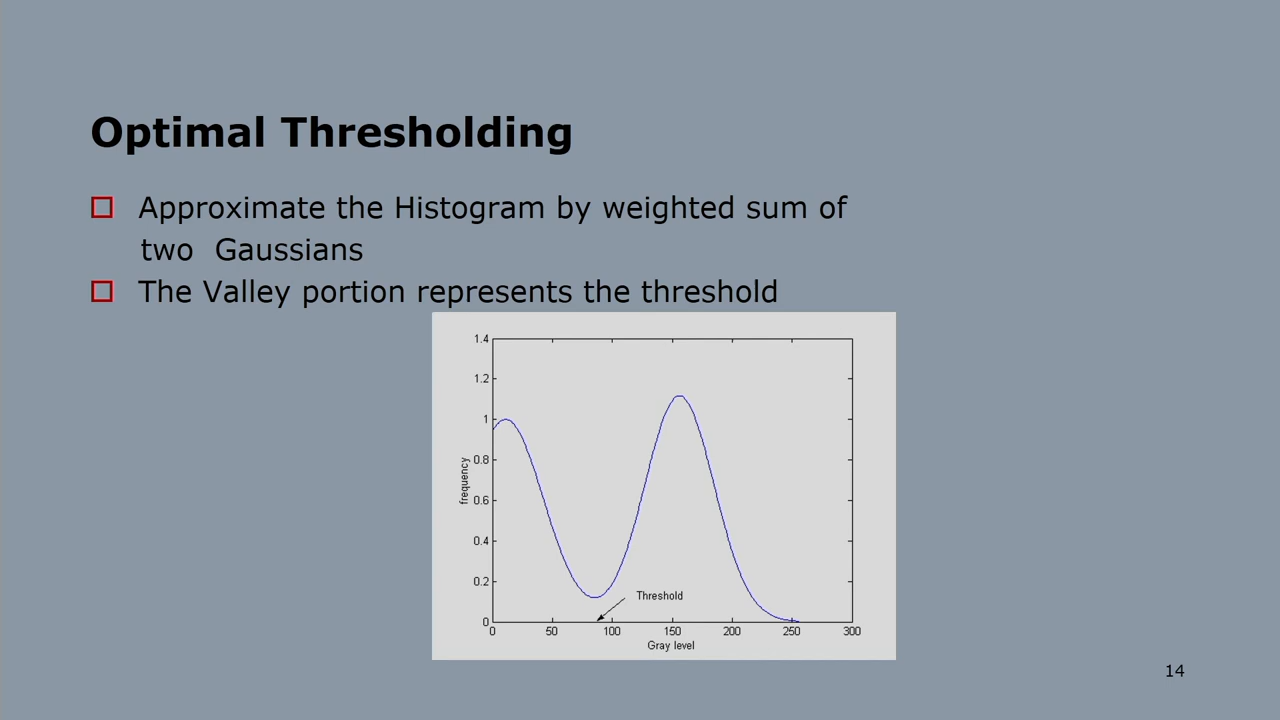 Optimal Thresholding
Approximate the Histogram by weighted sum of
two Gaussians
The Valley portion represents the threshold
1.4
1.2
1
0.8
0.6
0.4
0.2
0
frequency
Threshold
0 50 100 150 200 250 300
Gray level
14